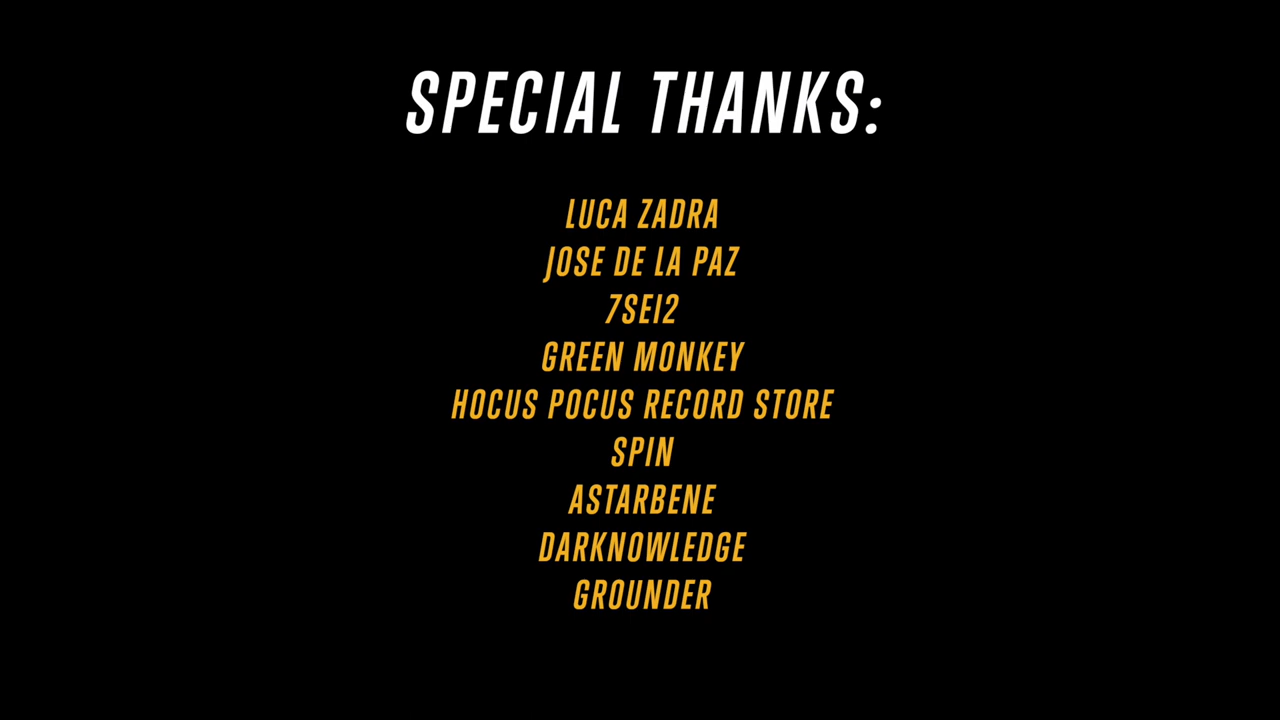 SPECIAL THANKS:
LUCA ZADRA
JOSE DE LA PAZ
7SEI2
GREEN MONKEY
HOCUS POCUS RECORD STORE
SPIN
ASTARBENE
DARKNOWLEDGE
GROUNDER